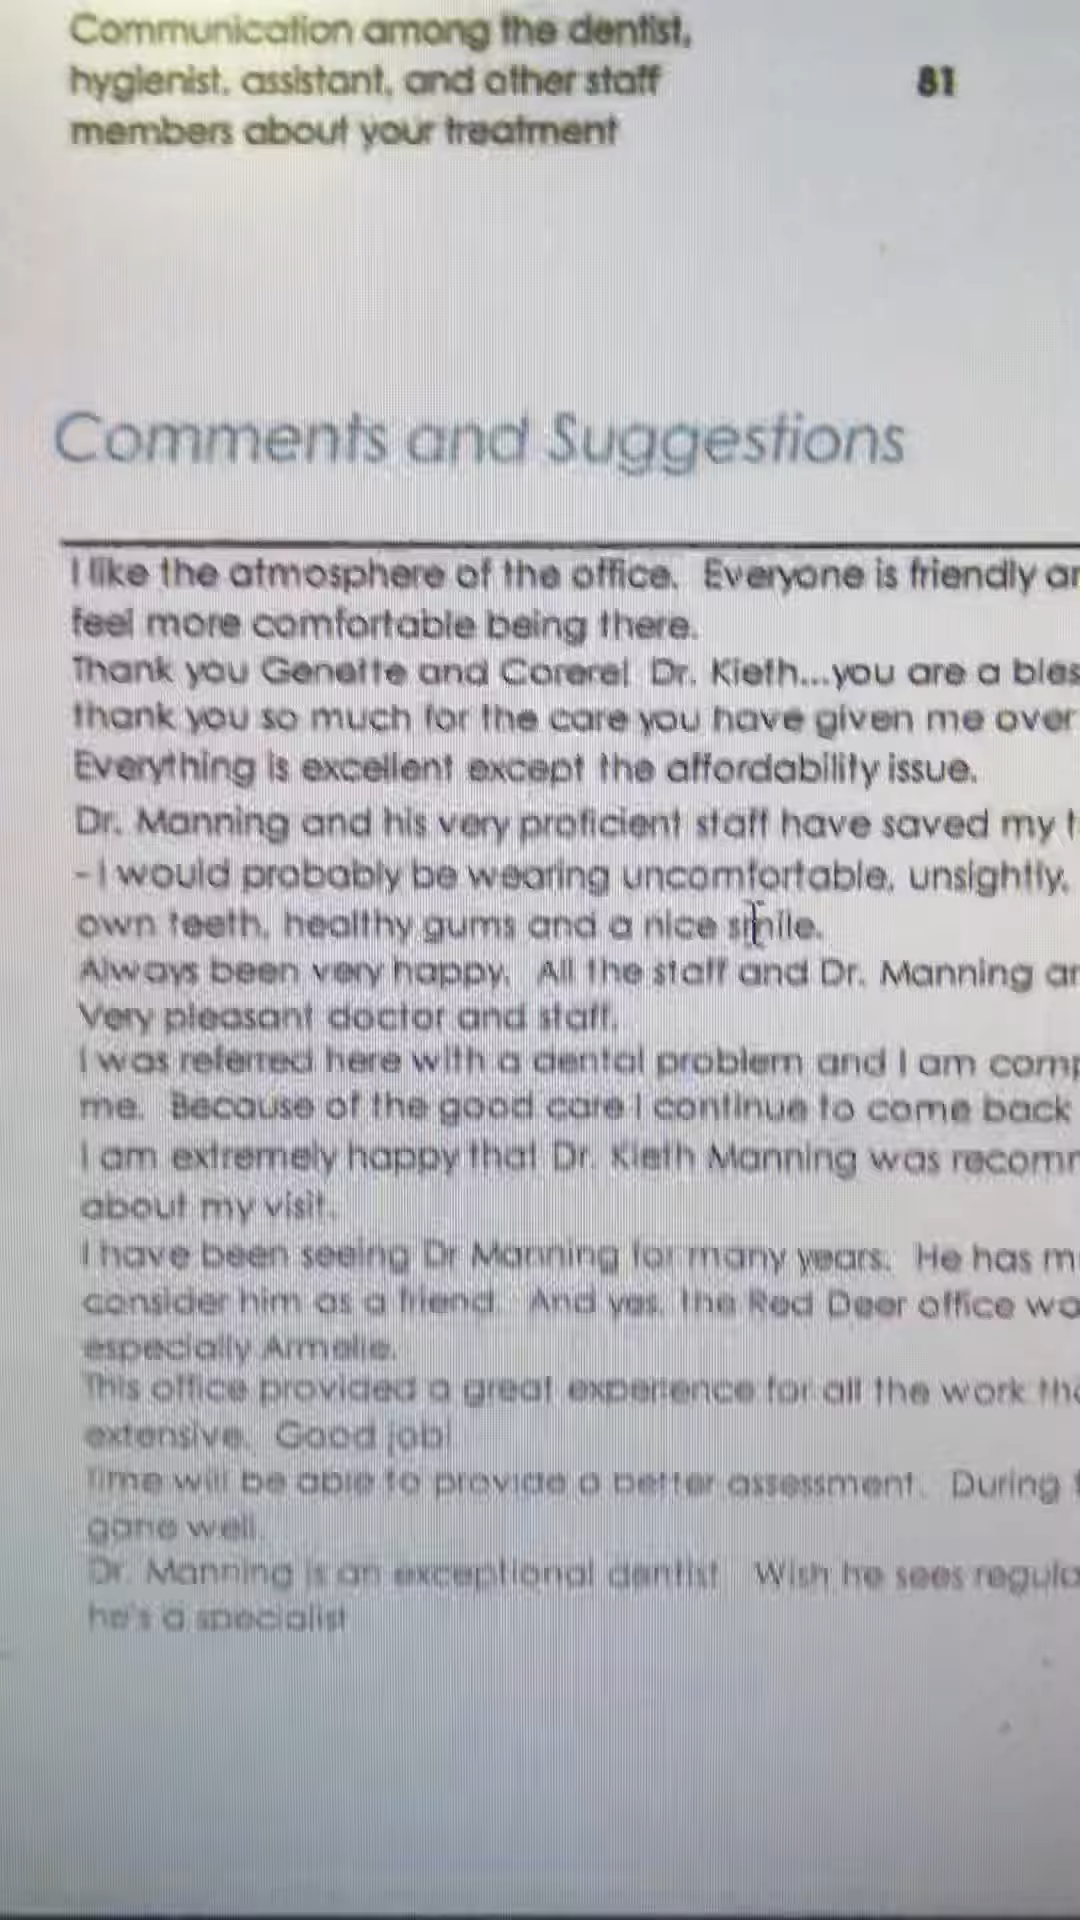 Communication among the dentist,
hygienist, assistant, and other staff
81
members about your treatment
Comments and Suggestions
I like the atmosphere of the office. Everyone is friendly
feel more comfortable being there.
Thank you Genette and Dr. Kieth...you are a
thank you so much for the care you have given me over
Everything is excellent except the affordability issue.
Dr. Manning and his very proficient staff have saved my
- I would probably be wearing uncomfortable, unsightly,
own teeth, healthy gums and a nice smile.
Always been very happy. All the staff and Dr. Manning
Very pleasant doctor and staff.
I was referred here with a dental problem and I am
me. Because of the good care I continue to come back
I am extremely happy that Dr. Kieth Manning was
about my visit.
I have been seeing Dr Manning for many years. He has
consider him as a friend. And yes, the Red Deer office
especially Armelie.
This office provided a great experience for all the work
extensive. Good job!
Time will be able to provide a better assessment. During
gone well.
Dr. Manning is an exceptional dentist Wish he sees
he's a specialist